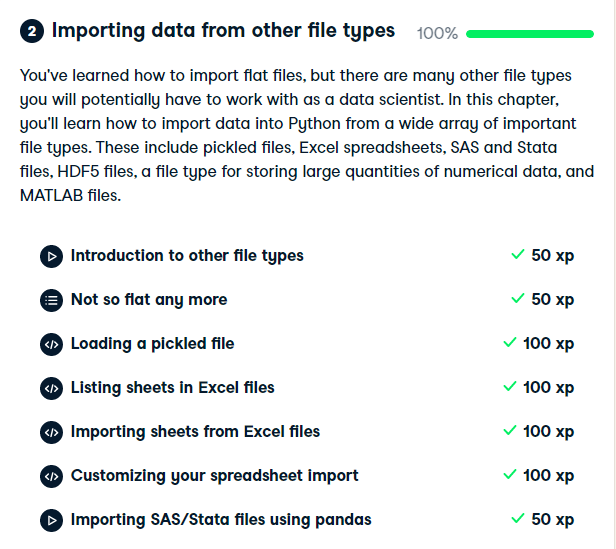 2 Importing data from other file types 100%
You've learned how to import flat files, but there are many other file types
you will potentially have to work with as a data scientist. In this chapter,
you'll learn how to import data into Python from a wide array of important
file types. These include pickled files, Excel spreadsheets, SAS and Stata
files, HDF5 files, a file type for storing large quantities of numerical data, and
MATLAB files.
Introduction to other file types 50 xp
Not so flat any more 50 xp
Loading a pickled file 100 xp
Listing sheets in Excel files 100 xp
Importing sheets from Excel files 100 xp
Customizing your spreadsheet import 100 xp
Importing SAS/Stata files using pandas 50 xp